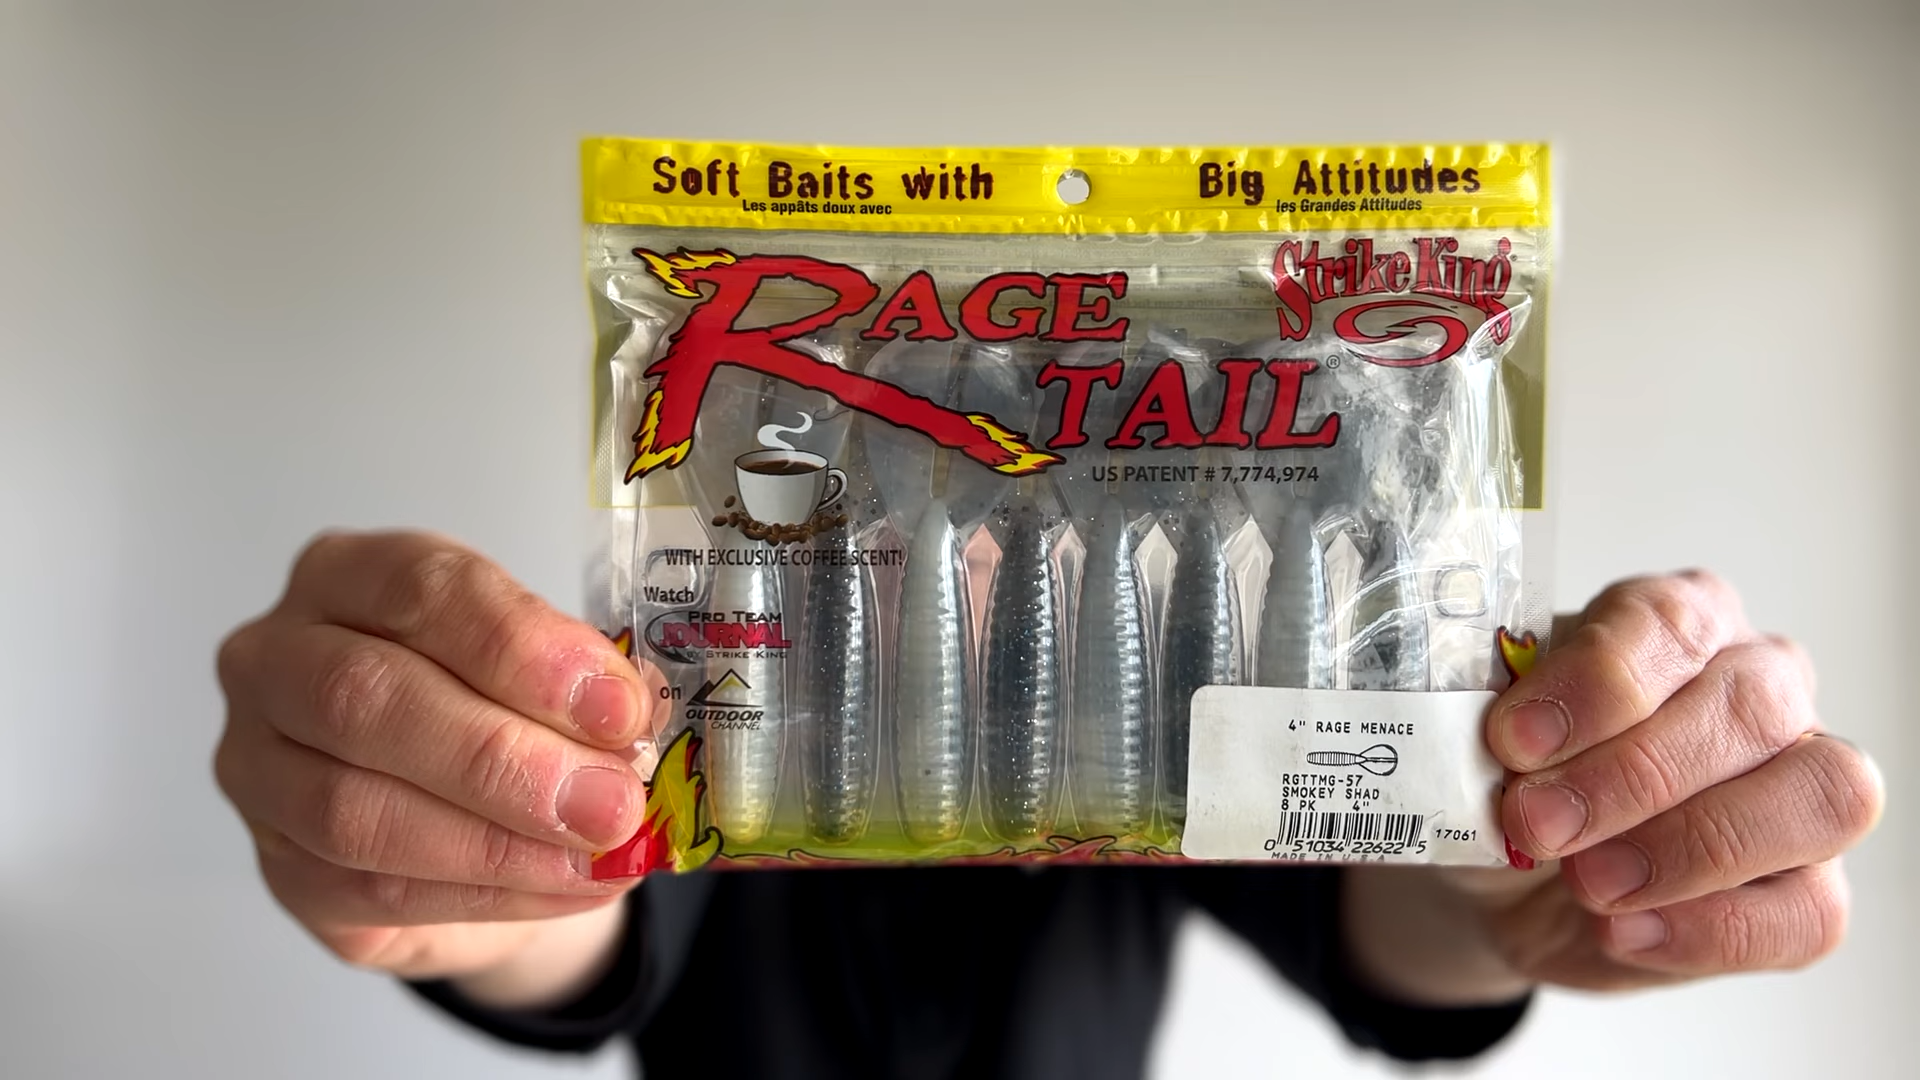 Soft Baits with Big Attitudes
Les appâts doux avec les Grandes Attitudes
Strike King®
RAGE
TAIL®
US PATENT # 7,774,974
WITH EXCLUSIVE COFFEE SCENT!
Watch
PRO TEAM
JOURNAL
BY STRIKE KING
on
OUTDOOR
CHANNEL
4" RAGE MENACE
RGTTMG-57
SMOKEY SHAD
8 PK 4"
17061
0 51034 22622 5
MADE IN U.S.A